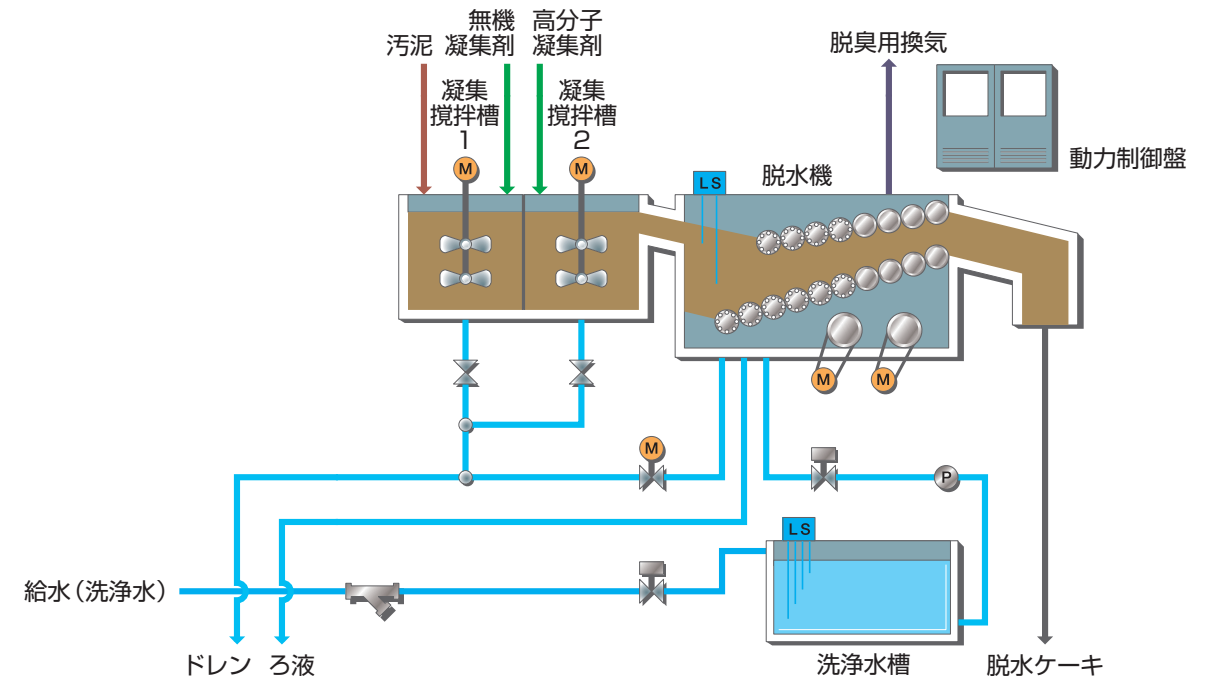 無機
凝集剤
高分子
凝集剤
汚泥
脱臭用換気
凝集
撹拌槽
1
凝集
撹拌槽
2
M
M
LS
脱水機
動力制御盤
M
M
M
P
LS
給水(洗浄水)
ドレン
ろ液
洗浄水槽
脱水ケーキ